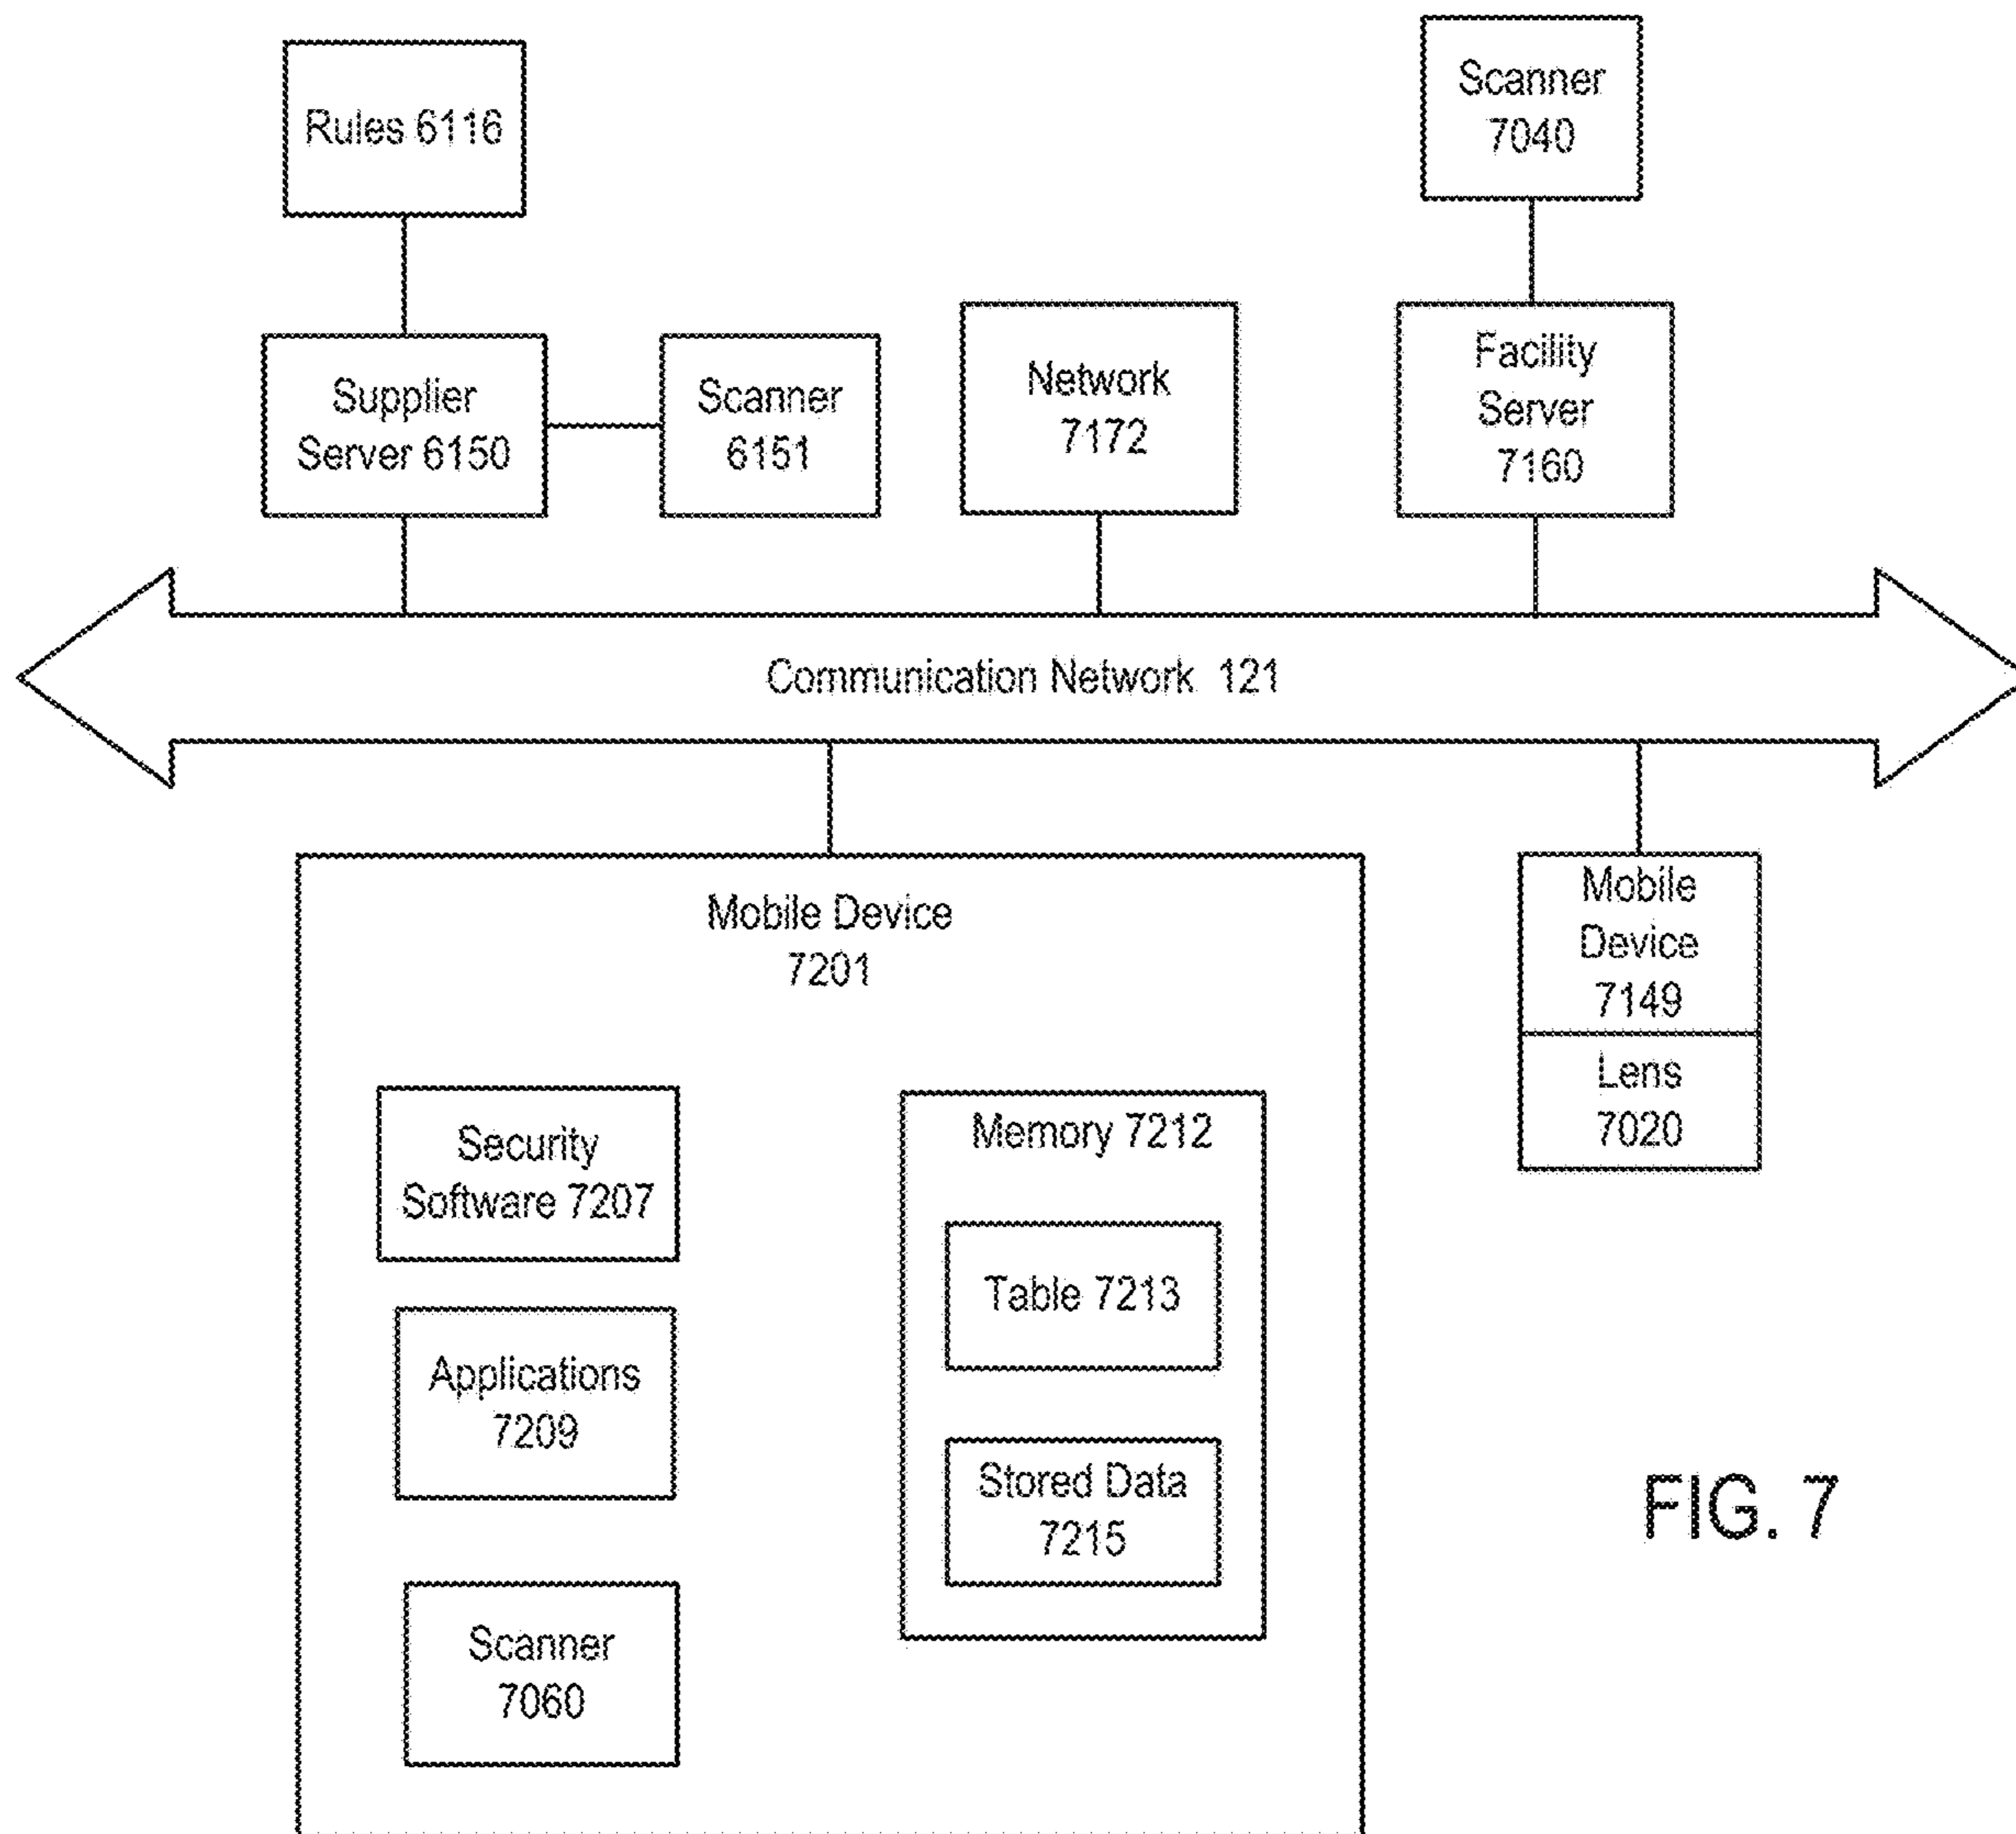 Rules 6116
Scanner
7040
Supplier
Server 6150
Scanner
6151
Network
7172
Facility
Server
7160
Communication Network 121
Mobile Device
7201
Mobile
Device
7149
Lens
7020
Security
Software 7207
Memory 7212
Table 7213
Applications
7209
Stored Data
7215
Scanner
7060
FIG. 7